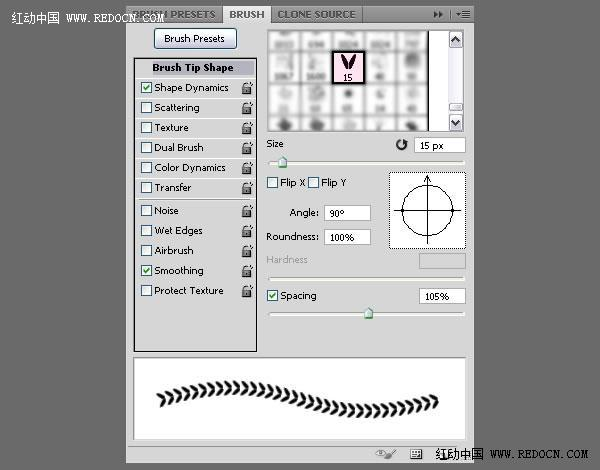 红动中国 WWW.REDOCN.COM
BRUSH PRESETS BRUSH CLONE SOURCE
Brush Presets
Brush Tip Shape
Shape Dynamics
Scattering
Texture
Dual Brush
Color Dynamics
Transfer
Noise
Wet Edges
Airbrush
Smoothing
Protect Texture
15
Size 15 px
Flip X Flip Y
Angle: 90°
Roundness: 100%
Hardness
Spacing 105%
红动中国 WWW.REDOCN.COM